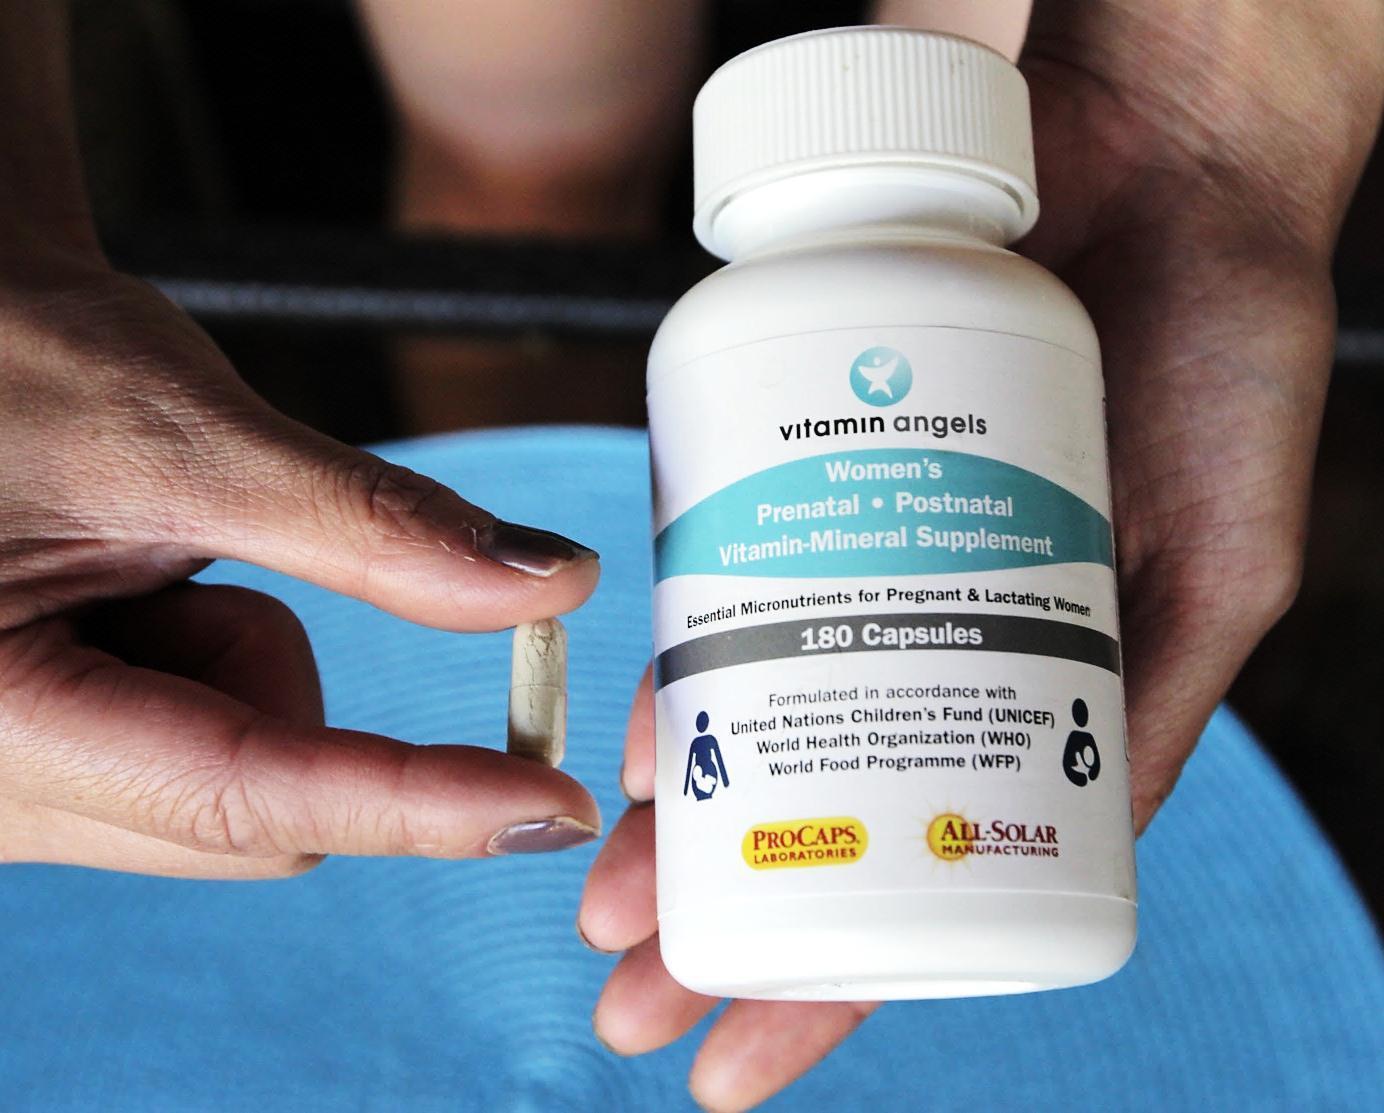 vitamin angels
Women's
Prenatal • Postnatal
Vitamin-Mineral Supplement
Essential Micronutrients for Pregnant & Lactating Women
180 Capsules
Formulated in accordance with
United Nations Children's Fund (UNICEF)
World Health Organization (WHO)
World Food Programme (WFP)
PROCAPS
LABORATORIES
ALL-SOLAR
MANUFACTURING